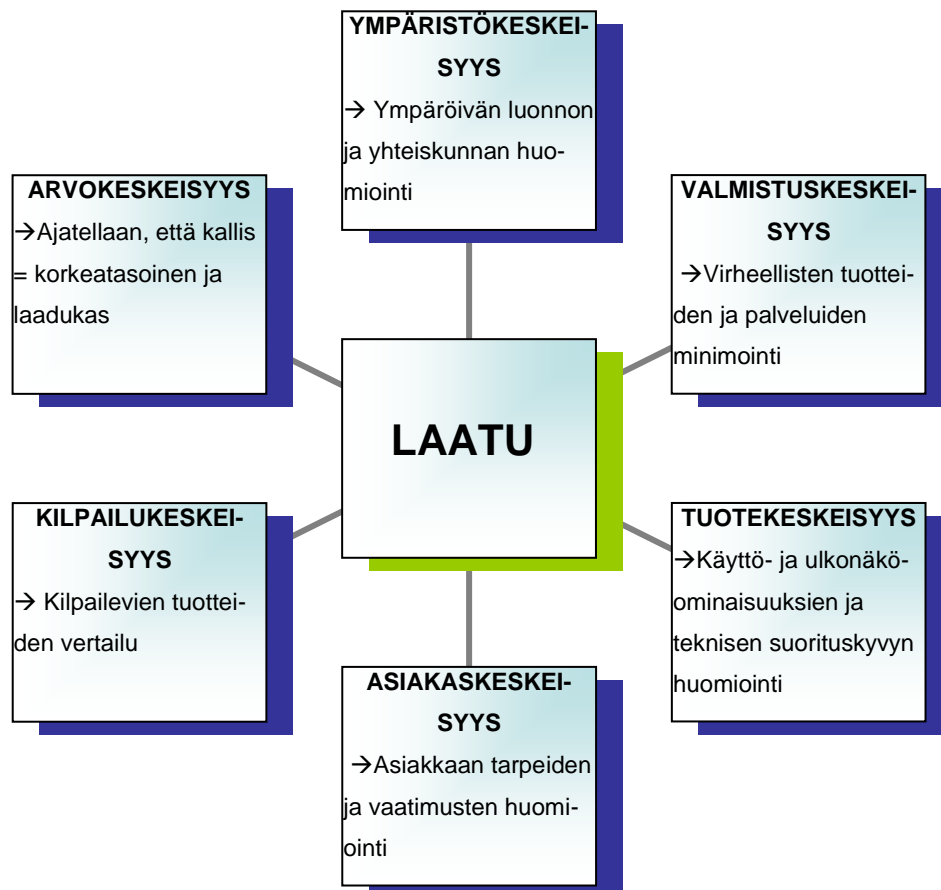 YMPÄRISTÖKESKEI-
SYYS
→ Ympäröivän luonnon
ja yhteiskunnan huo-
miointi
ARVOKESKEISYYS
→Ajatellaan, että kallis
= korkeatasoinen ja
laadukas
VALMISTUSKESKEI-
SYYS
→Virheellisten tuottei-
den ja palveluiden
minimointi
LAATU
KILPAILUKESKEI-
SYYS
→ Kilpailevien tuottei-
den vertailu
TUOTEKESKEISYYS
→Käyttö- ja ulkonäkö-
ominaisuuksien ja
teknisen suorituskyvyn
huomiointi
ASIAKASKESKEI-
SYYS
→Asiakkaan tarpeiden
ja vaatimusten huomi-
ointi